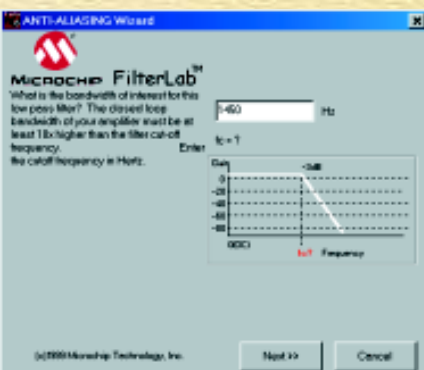 ANTI-ALIASING Wizard
MICROCHIP FilterLab™
What is the bandwidth of interest for this
low pass filter? The closed loop
bandwidth of your amplifier must be at
least 10x higher than the filter cut-off
frequency. Enter
the cutoff frequency in Hertz.
1450 Hz
fc = ?
Gain
-3dB
0
-20
-40
-60
-80
0(DC)
fc=? Frequency
(c)1999 Microchip Technology, Inc.
Next >>
Cancel